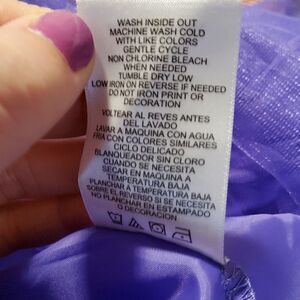 WASH INSIDE OUT
MACHINE WASH COLD
WITH LIKE COLORS
GENTLE CYCLE
NON CHLORINE BLEACH
WHEN NEEDED
TUMBLE DRY LOW
LOW IRON ON REVERSE IF NEEDED
DO NOT IRON PRINT OR
DECORATION
VOLTEAR AL REVES ANTES
DEL LAVADO
LAVAR A MAQUINA CON AGUA
FRIA CON COLORES SIMILARES
CICLO DELICADO
BLANQUEADOR SIN CLORO
CUANDO SE NECESITA
SECAR EN MAQUINA A
TEMPERATURA BAJA
PLANCHAR A TEMPERATURA BAJA
SOBRE EL REVERSO SI ES NECESARIO
NO PLANCHAR EN ESTAMPADO
O DECORACION